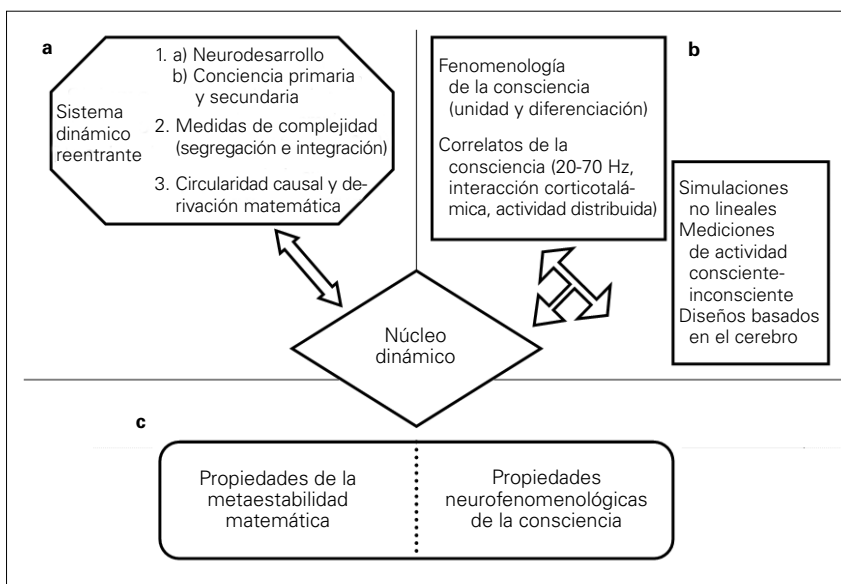 a
Sistema
dinámico
reentrante
1. a) Neurodesarrollo
b) Conciencia primaria
y secundaria
2. Medidas de complejidad
(segregación e integración)
3. Circularidad causal y de-
rivación matemática
b
Fenomenología
de la consciencia
(unidad y diferenciación)
Correlatos de la
consciencia (20-70 Hz,
interacción corticotalá-
mica, actividad distribuida)
Simulaciones
no lineales
Mediciones
de actividad
consciente-
inconsciente
Diseños basados
en el cerebro
Núcleo
dinámico
c
Propiedades de la
metaestabilidad
matemática
Propiedades
neurofenomenológicas
de la consciencia